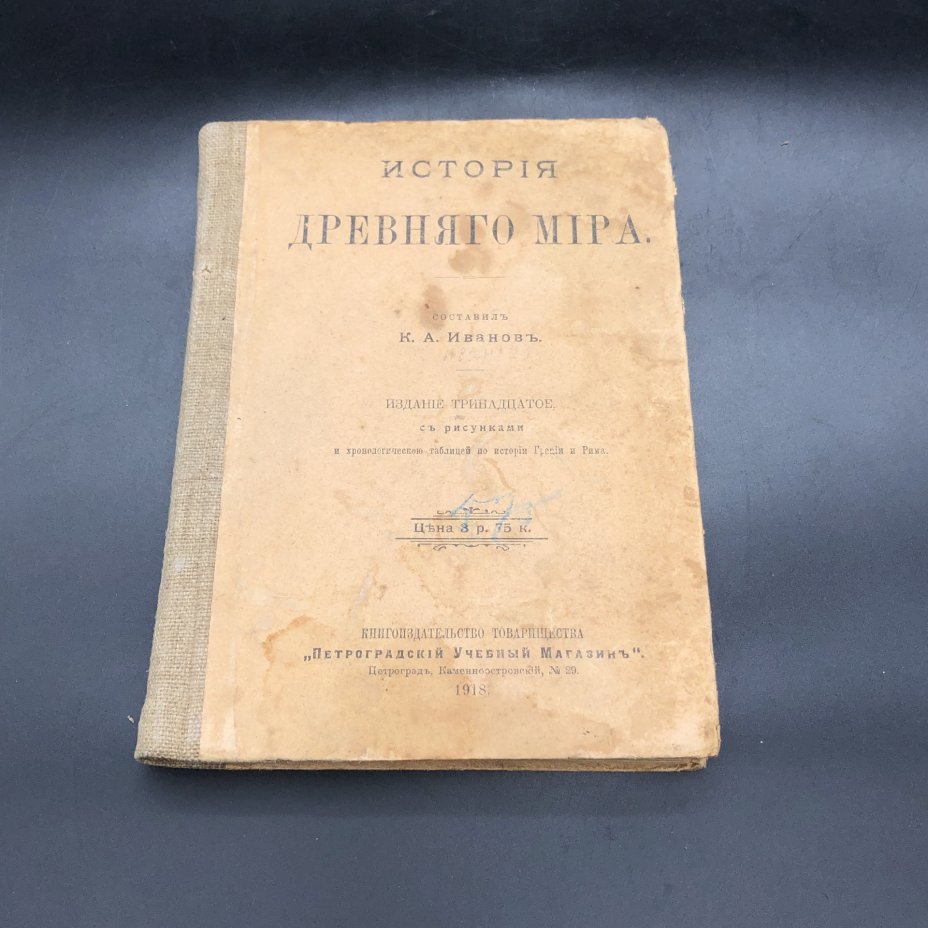 ИСТОРІЯ
ДРЕВНЯГО МІРА.
СОСТАВИЛЪ
К. А. Ивановъ.
ИЗДАНІЕ ТРИНАДЦАТОЕ,
съ рисунками
и хронологическою таблицей по исторіи Греціи и Рима.
Цѣна 3 р. 75 к.
КНИГОИЗДАТЕЛЬСТВО ТОВАРИЩЕСТВА
„Петроградскій Учебный Магазинъ“.
Петроградъ, Каменноостровскій, № 29.
1918.